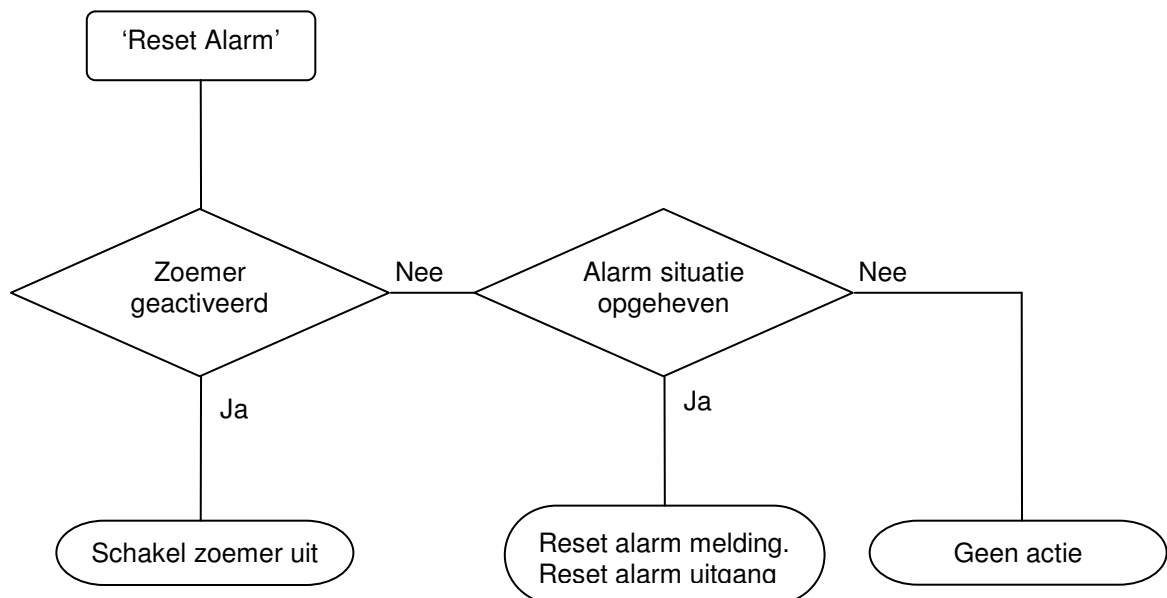 ‘Reset Alarm’
Zoemer
geactiveerd
Nee
Alarm situatie
opgeheven
Nee
Ja
Ja
Schakel zoemer uit
Reset alarm melding.
Reset alarm uitgang
Geen actie